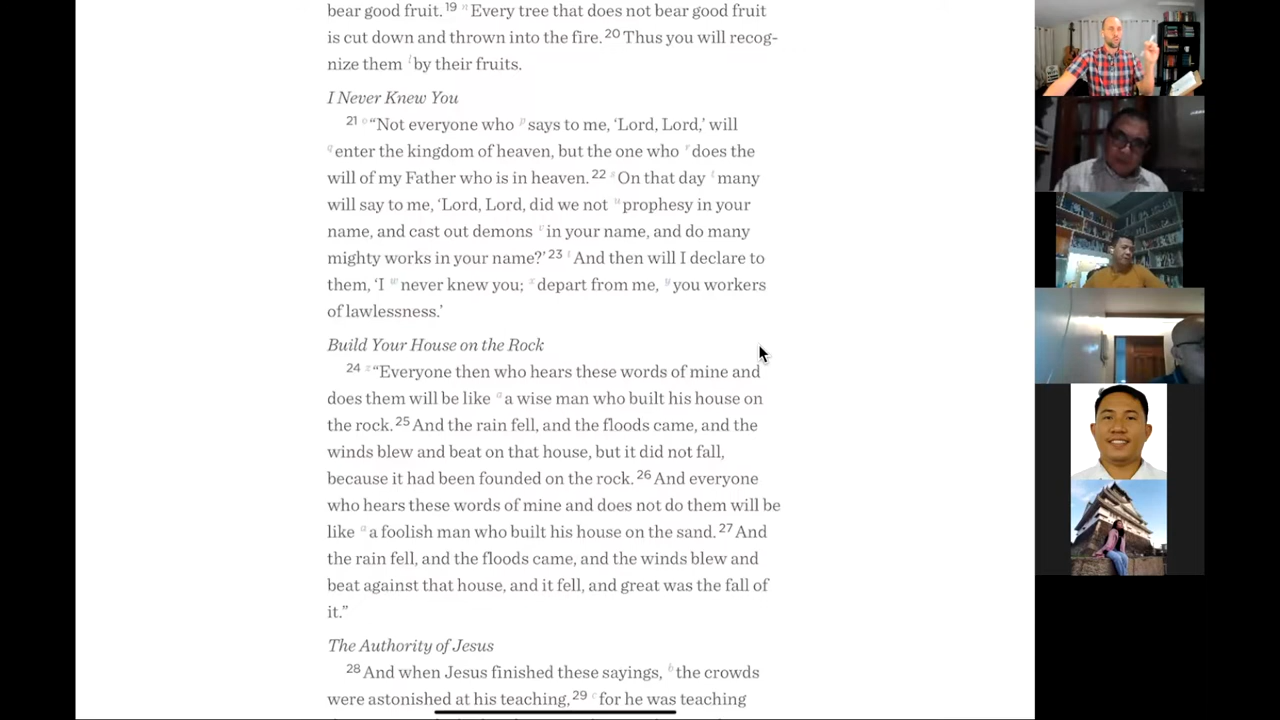 bear good fruit. 19 n Every tree that does not bear good fruit
is cut down and thrown into the fire. 20 Thus you will recog-
nize them l by their fruits.
I Never Knew You
21 o “Not everyone who p says to me, ‘Lord, Lord,’ will
q enter the kingdom of heaven, but the one who r does the
will of my Father who is in heaven. 22 s On that day t many
will say to me, ‘Lord, Lord, did we not u prophesy in your
name, and cast out demons v in your name, and do many
mighty works in your name?’ 23 t And then will I declare to
them, ‘I w never knew you; x depart from me, y you workers
of lawlessness.’
Build Your House on the Rock
24 z “Everyone then who hears these words of mine and
does them will be like a a wise man who built his house on
the rock. 25 And the rain fell, and the floods came, and the
winds blew and beat on that house, but it did not fall,
because it had been founded on the rock. 26 And everyone
who hears these words of mine and does not do them will be
like a a foolish man who built his house on the sand. 27 And
the rain fell, and the floods came, and the winds blew and
beat against that house, and it fell, and great was the fall of
it.”
The Authority of Jesus
28 And when Jesus finished these sayings, b the crowds
were astonished at his teaching, 29 c for he was teaching